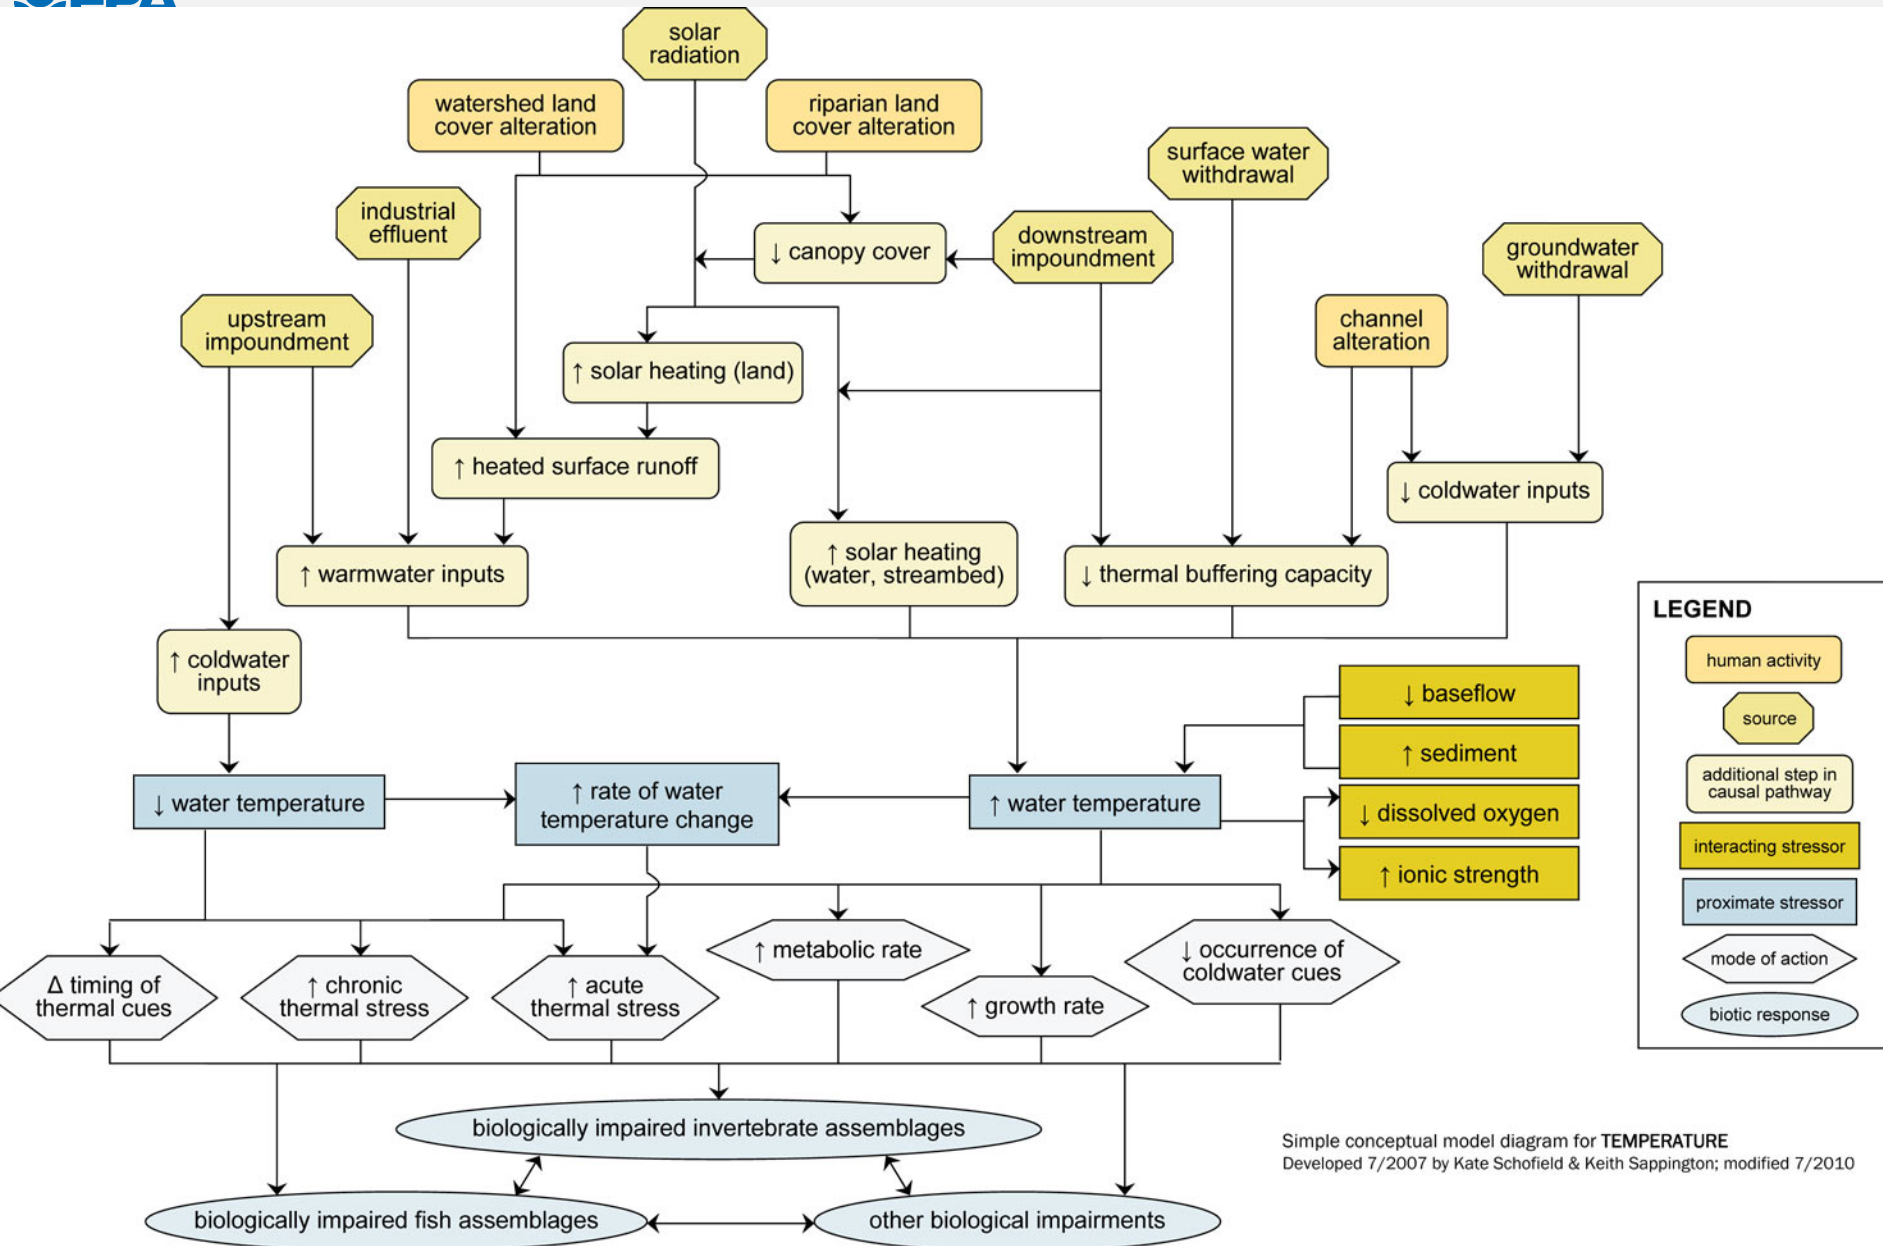 EPA
solar
radiation
watershed land
cover alteration
riparian land
cover alteration
surface water
withdrawal
industrial
effluent
↓ canopy cover
downstream
impoundment
groundwater
withdrawal
upstream
impoundment
channel
alteration
↑ solar heating (land)
↑ heated surface runoff
↓ coldwater inputs
↑ warmwater inputs
↑ solar heating
(water, streambed)
↓ thermal buffering capacity
↑ coldwater
inputs
LEGEND
human activity
source
additional step in
causal pathway
interacting stressor
proximate stressor
mode of action
biotic response
↓ baseflow
↑ sediment
↓ water temperature
↑ rate of water
temperature change
↑ water temperature
↓ dissolved oxygen
↑ ionic strength
Δ timing of
thermal cues
↑ chronic
thermal stress
↑ acute
thermal stress
↑ metabolic rate
↑ growth rate
↓ occurrence of
coldwater cues
biologically impaired invertebrate assemblages
biologically impaired fish assemblages
other biological impairments
Simple conceptual model diagram for TEMPERATURE
Developed 7/2007 by Kate Schofield & Keith Sappington; modified 7/2010